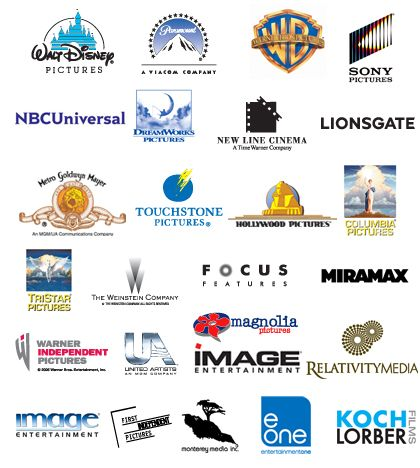 WALT DISNEY
PICTURES
Paramount
A VIACOM COMPANY
WB
SONY
PICTURES
NBCUniversal
DREAMWORKS
PICTURES
NEW LINE CINEMA
A Time Warner Company
LIONSGATE
Metro Goldwyn Mayer
An MGM/UA Communications Company
TOUCHSTONE
PICTURES®
HOLLYWOOD PICTURES
COLUMBIA
PICTURES
TRISTAR
PICTURES
THE WEINSTEIN COMPANY
FOCUS
FEATURES
MIRAMAX
WARNER
INDEPENDENT
PICTURES
© 2005 Warner Bros. Entertainment, Inc.
UA
UNITED ARTISTS
AN MGM COMPANY
magnolia
pictures
iMAGE
ENTERTAINMENT
RELATIVITYMEDIA
image
ENTERTAINMENT
FIRST
INDEPENDENT
PICTURES
monterey media inc.
e
one
entertainmentone
KOCH
LORBER
FILMS